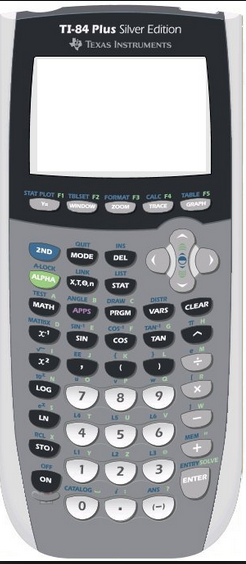 TI-84 Plus Silver Edition
TEXAS INSTRUMENTS
STAT PLOT F1 TBLSET F2 FORMAT F3 CALC F4 TABLE F5
Y= WINDOW ZOOM TRACE GRAPH
QUIT INS
2ND MODE DEL
A-LOCK LINK LIST
ALPHA X,T,Θ,n STAT
TEST A ANGLE B DRAW C DISTR
MATH APPS PRGM VARS CLEAR
MATRIX D SIN⁻¹ E COS⁻¹ F TAN⁻¹ G π H
x⁻¹ SIN COS TAN ^
x² , ( ) ÷
LOG 7 8 9 ×
L4 T L5 U L6 V
LN 4 5 6 −
RCL X L1 Y L2 Z L3 θ MEM "
STO› 1 2 3 +
OFF CATALOG i ANS ? ENTRY SOLVE
ON 0 . (−) ENTER